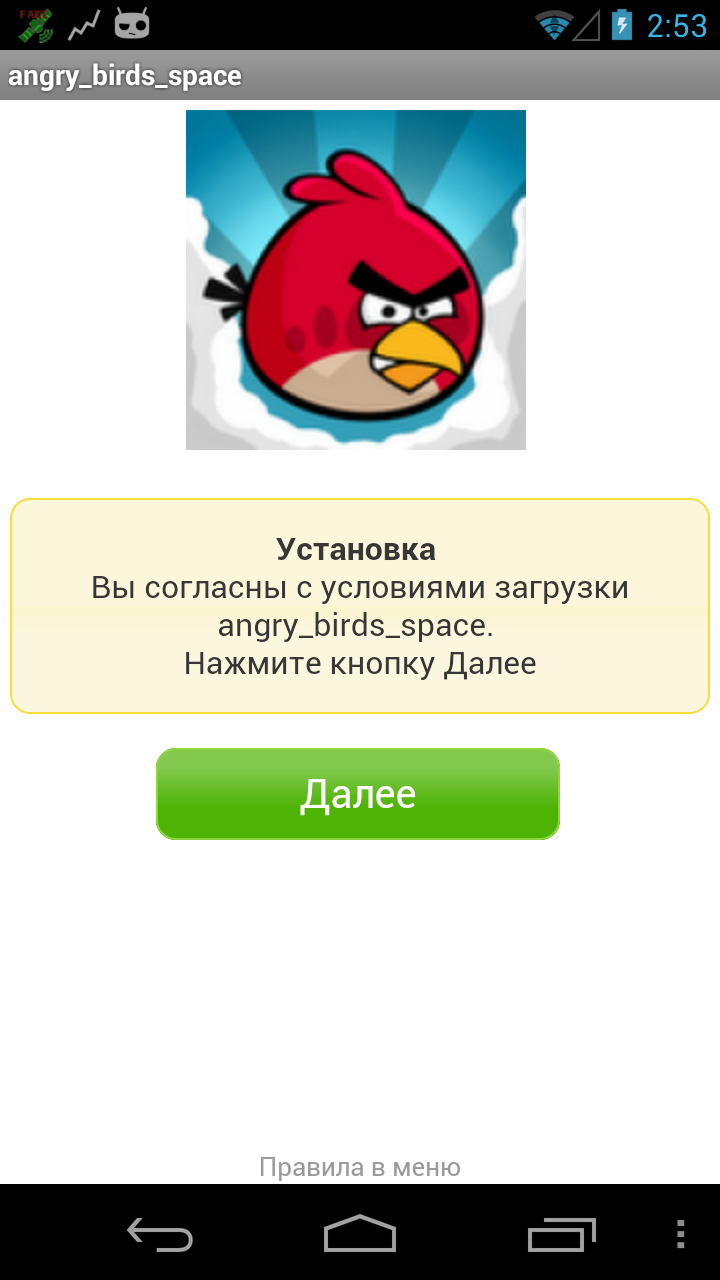 FAKE
2:53
angry_birds_space
Установка
Вы согласны с условиями загрузки
angry_birds_space.
Нажмите кнопку Далее
Далее
Правила в меню